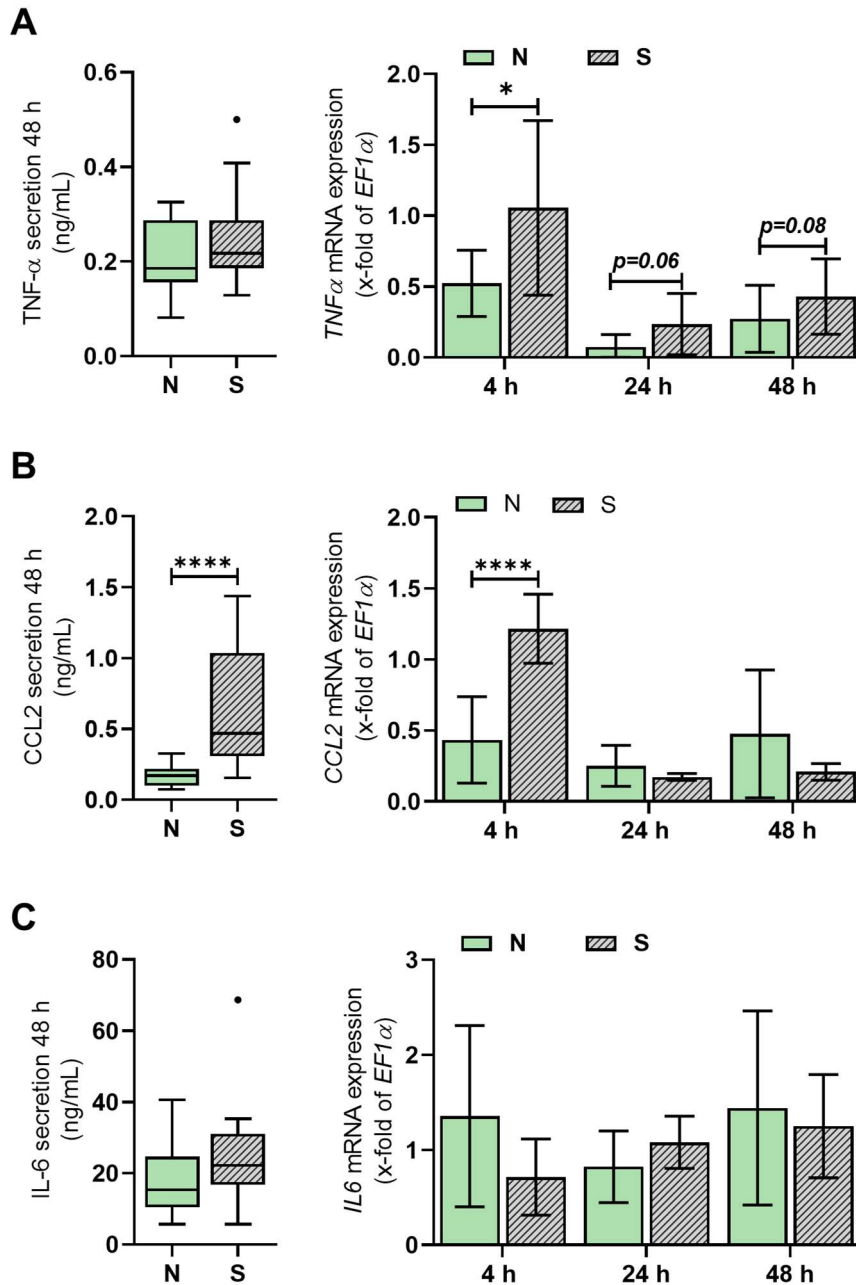 A
TNF-α secretion 48 h
(ng/mL)
0.6
0.4
0.2
0.0
N
S
TNFα mRNA expression
(x-fold of EF1α)
N
S
2.0
1.5
1.0
0.5
0.0
*
p=0.06
p=0.08
4 h
24 h
48 h
B
CCL2 secretion 48 h
(ng/mL)
2.0
1.5
1.0
0.5
0.0
****
N
S
CCL2 mRNA expression
(x-fold of EF1α)
N
S
2.0
1.5
1.0
0.5
0.0
****
4 h
24 h
48 h
C
IL-6 secretion 48 h
(ng/mL)
80
60
40
20
0
N
S
IL6 mRNA expression
(x-fold of EF1α)
N
S
3
2
1
0
4 h
24 h
48 h